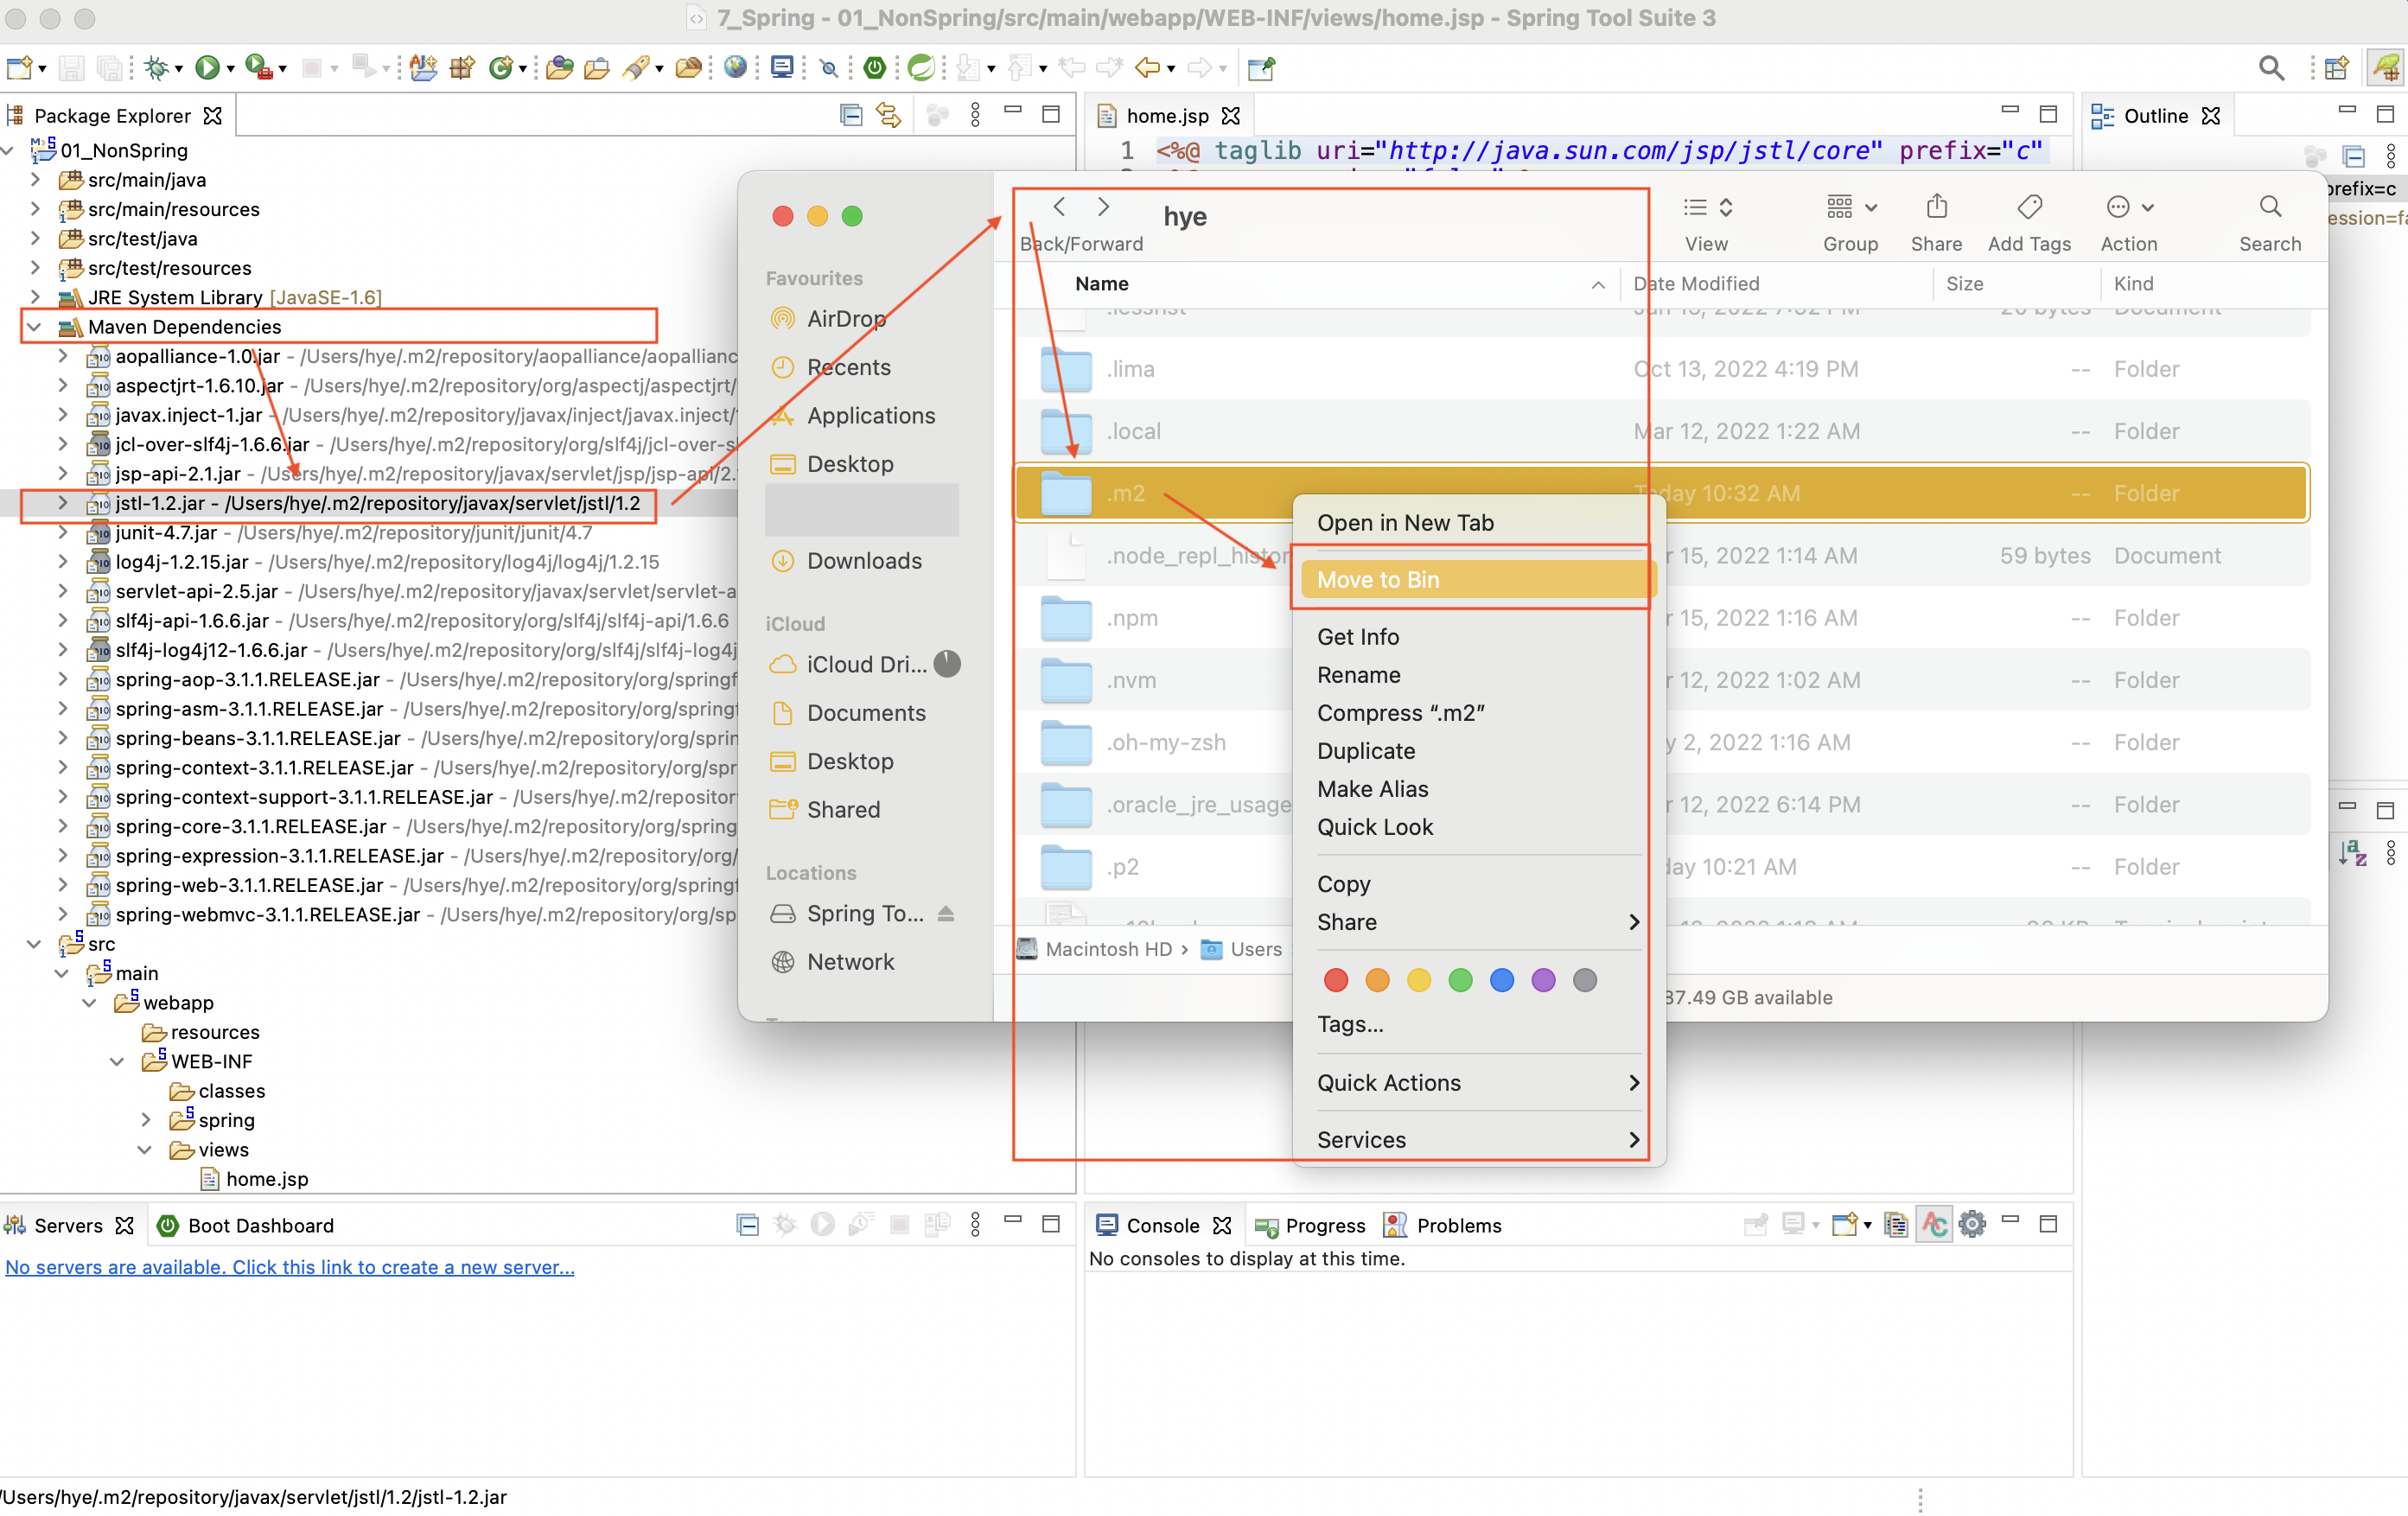 7_Spring - 01_NonSpring/src/main/webapp/WEB-INF/views/home.jsp - Spring Tool Suite 3
Package Explorer
01_NonSpring
src/main/java
src/main/resources
src/test/java
src/test/resources
JRE System Library [JavaSE-1.6]
Maven Dependencies
aopalliance-1.0.jar - /Users/hye/.m2/repository/aopalliance/aopallianc
aspectjrt-1.6.10.jar - /Users/hye/.m2/repository/org/aspectj/aspectjrt/
javax.inject-1.jar - /Users/hye/.m2/repository/javax/inject/javax.inject/
jcl-over-slf4j-1.6.6.jar - /Users/hye/.m2/repository/org/slf4j/jcl-over-sl
jsp-api-2.1.jar - /Users/hye/.m2/repository/javax/servlet/jsp/jsp-api/2.
jstl-1.2.jar - /Users/hye/.m2/repository/javax/servlet/jstl/1.2
junit-4.7.jar - /Users/hye/.m2/repository/junit/junit/4.7
log4j-1.2.15.jar - /Users/hye/.m2/repository/log4j/log4j/1.2.15
servlet-api-2.5.jar - /Users/hye/.m2/repository/javax/servlet/servlet-a
slf4j-api-1.6.6.jar - /Users/hye/.m2/repository/org/slf4j/slf4j-api/1.6.6
slf4j-log4j12-1.6.6.jar - /Users/hye/.m2/repository/org/slf4j/slf4j-log4j
spring-aop-3.1.1.RELEASE.jar - /Users/hye/.m2/repository/org/springf
spring-asm-3.1.1.RELEASE.jar - /Users/hye/.m2/repository/org/springf
spring-beans-3.1.1.RELEASE.jar - /Users/hye/.m2/repository/org/sprin
spring-context-3.1.1.RELEASE.jar - /Users/hye/.m2/repository/org/spr
spring-context-support-3.1.1.RELEASE.jar - /Users/hye/.m2/repositor
spring-core-3.1.1.RELEASE.jar - /Users/hye/.m2/repository/org/spring
spring-expression-3.1.1.RELEASE.jar - /Users/hye/.m2/repository/org/
spring-web-3.1.1.RELEASE.jar - /Users/hye/.m2/repository/org/springf
spring-webmvc-3.1.1.RELEASE.jar - /Users/hye/.m2/repository/org/sp
src
main
webapp
resources
WEB-INF
classes
spring
views
home.jsp
home.jsp
1 <%@ taglib uri="http://java.sun.com/jsp/jstl/core" prefix="c"
Outline
prefix=c
ession=fa
Favourites
AirDrop
Recents
Applications
Desktop
Downloads
iCloud
iCloud Dri...
Documents
Desktop
Shared
Locations
Spring To...
Network
Back/Forward
hye
View
Group
Share
Add Tags
Action
Search
Name
Date Modified
Size
Kind
.lima Oct 13, 2022 4:19 PM -- Folder
.local Mar 12, 2022 1:22 AM -- Folder
.m2 Today 10:32 AM -- Folder
.node_repl_histor r 15, 2022 1:14 AM 59 bytes Document
.npm r 15, 2022 1:16 AM -- Folder
.nvm r 12, 2022 1:02 AM -- Folder
.oh-my-zsh y 2, 2022 1:16 AM -- Folder
.oracle_jre_usage r 12, 2022 6:14 PM -- Folder
.p2 day 10:21 AM -- Folder
Macintosh HD › Users
87.49 GB available
Open in New Tab
Move to Bin
Get Info
Rename
Compress “.m2”
Duplicate
Make Alias
Quick Look
Copy
Share
Tags...
Quick Actions
Services
Servers
Boot Dashboard
No servers are available. Click this link to create a new server...
Console
Progress
Problems
No consoles to display at this time.
/Users/hye/.m2/repository/javax/servlet/jstl/1.2/jstl-1.2.jar